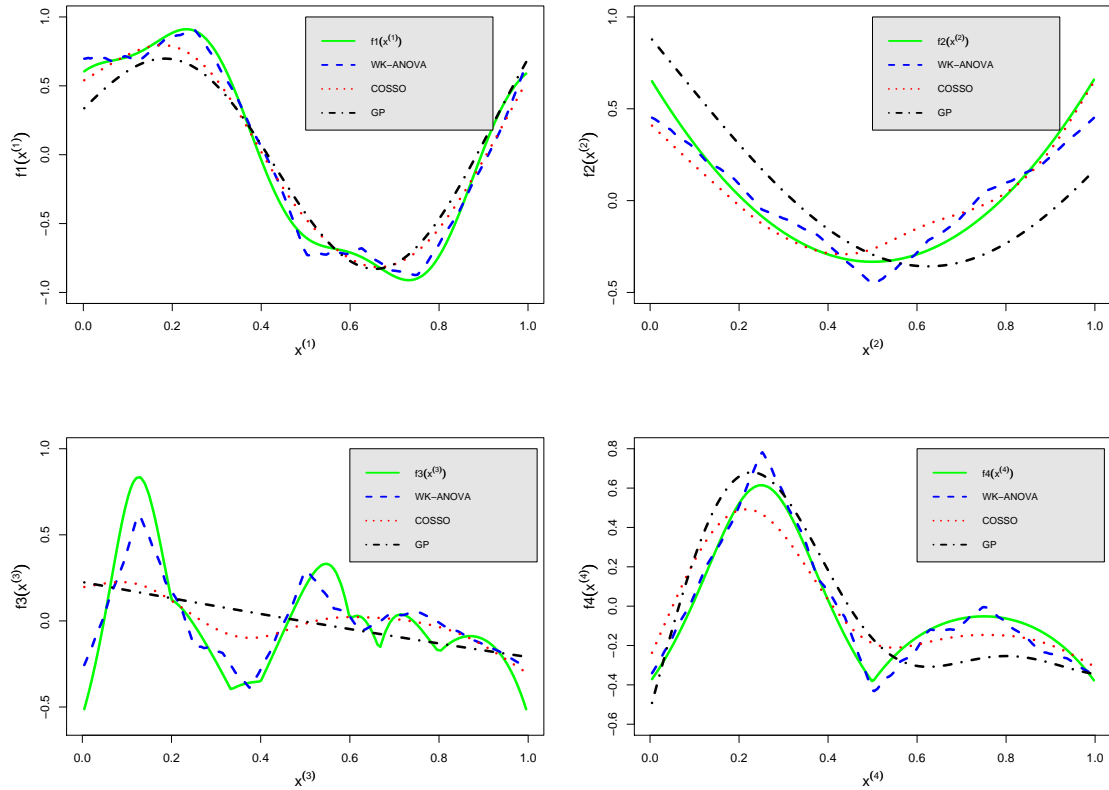 1.0
0.5
0.0
−0.5
−1.0
f1(x⁽¹⁾)
f1(x⁽¹⁾)
WK−ANOVA
COSSO
GP
0.0 0.2 0.4 0.6 0.8 1.0
x⁽¹⁾
1.0
0.5
0.0
−0.5
f2(x⁽²⁾)
f2(x⁽²⁾)
WK−ANOVA
COSSO
GP
0.0 0.2 0.4 0.6 0.8 1.0
x⁽²⁾
1.0
0.5
0.0
−0.5
f3(x⁽³⁾)
f3(x⁽³⁾)
WK−ANOVA
COSSO
GP
0.0 0.2 0.4 0.6 0.8 1.0
x⁽³⁾
0.8
0.6
0.4
0.2
0.0
−0.2
−0.4
−0.6
f4(x⁽⁴⁾)
f4(x⁽⁴⁾)
WK−ANOVA
COSSO
GP
0.0 0.2 0.4 0.6 0.8 1.0
x⁽⁴⁾